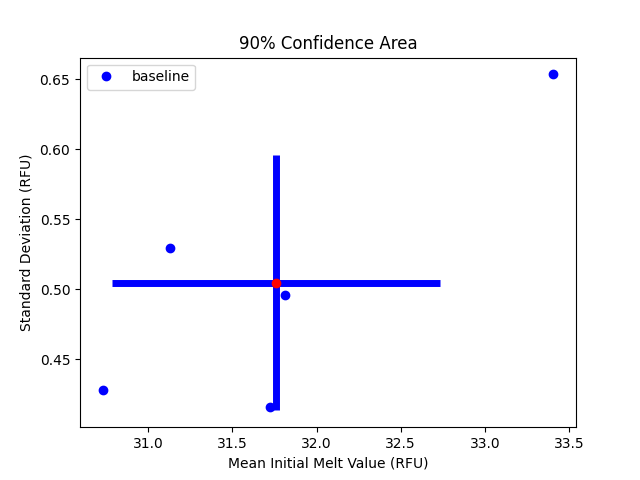 90% Confidence Area
baseline
Standard Deviation (RFU)
0.65
0.60
0.55
0.50
0.45
31.0 31.5 32.0 32.5 33.0 33.5
Mean Initial Melt Value (RFU)